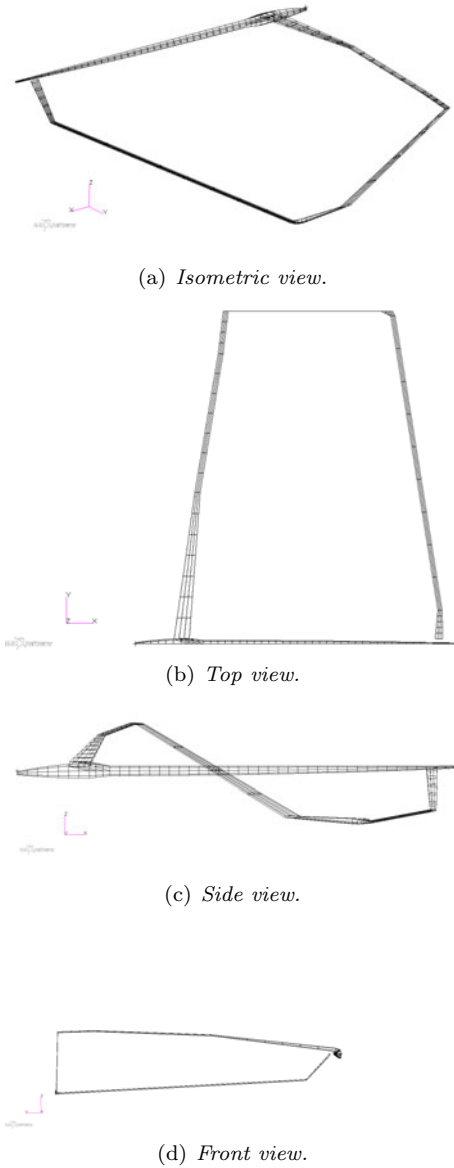 Z
X
Y
(a) Isometric view.
Y
Z
X
(b) Top view.
Z
(c) Side view.
(d) Front view.